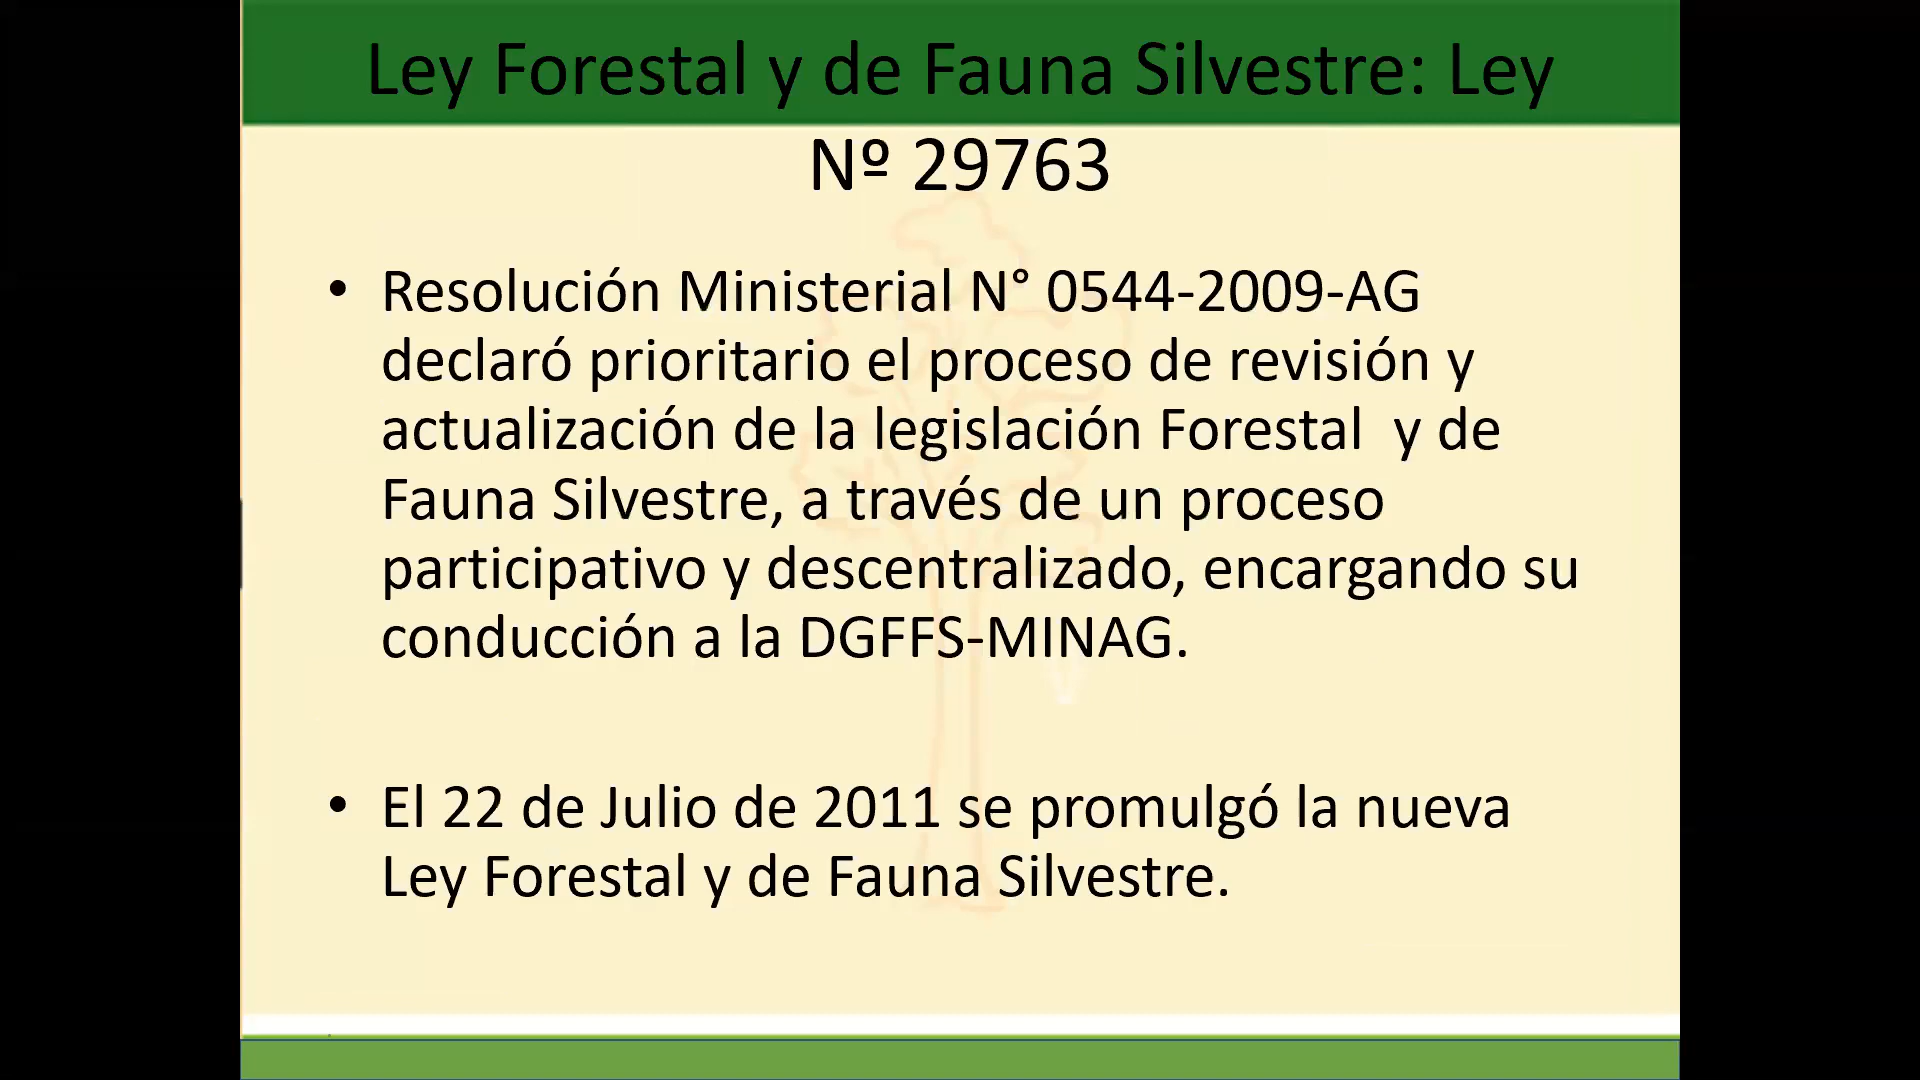 Ley Forestal y de Fauna Silvestre: Ley
Nº 29763
• Resolución Ministerial N° 0544-2009-AG
declaró prioritario el proceso de revisión y
actualización de la legislación Forestal  y de
Fauna Silvestre, a través de un proceso
participativo y descentralizado, encargando su
conducción a la DGFFS-MINAG.
• El 22 de Julio de 2011 se promulgó la nueva
Ley Forestal y de Fauna Silvestre.